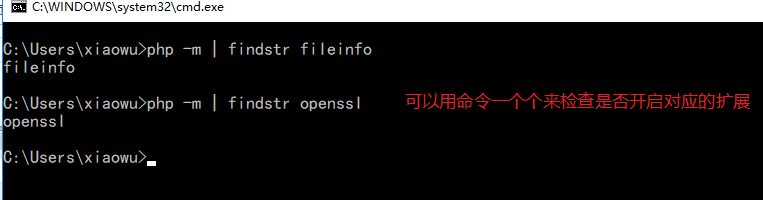 C:\WINDOWS\system32\cmd.exe
C:\Users\xiaowu>php -m | findstr fileinfo
fileinfo
C:\Users\xiaowu>php -m | findstr openssl 可以用命令一个个来检查是否开启对应的扩展
openssl
C:\Users\xiaowu>